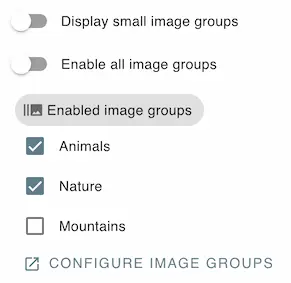 Display small image groups
Enable all image groups
Enabled image groups
Animals
Nature
Mountains
CONFIGURE IMAGE GROUPS